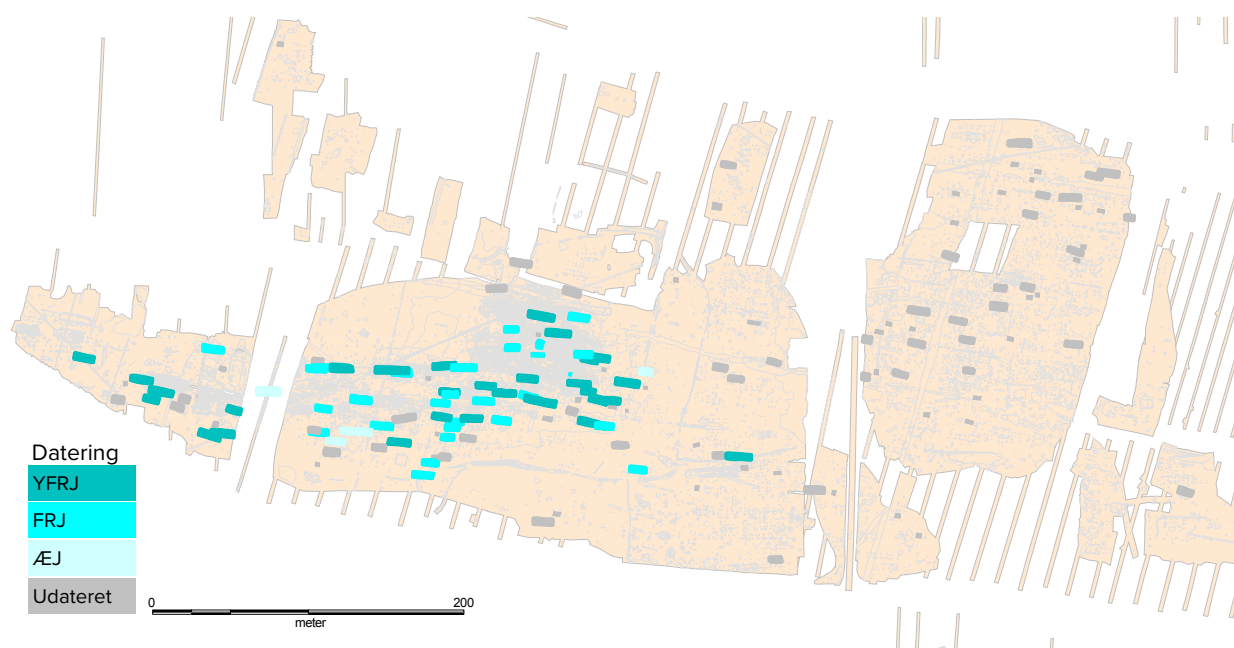 Datering
YFRJ
FRJ
ÆJ
Udateret
0 200
meter